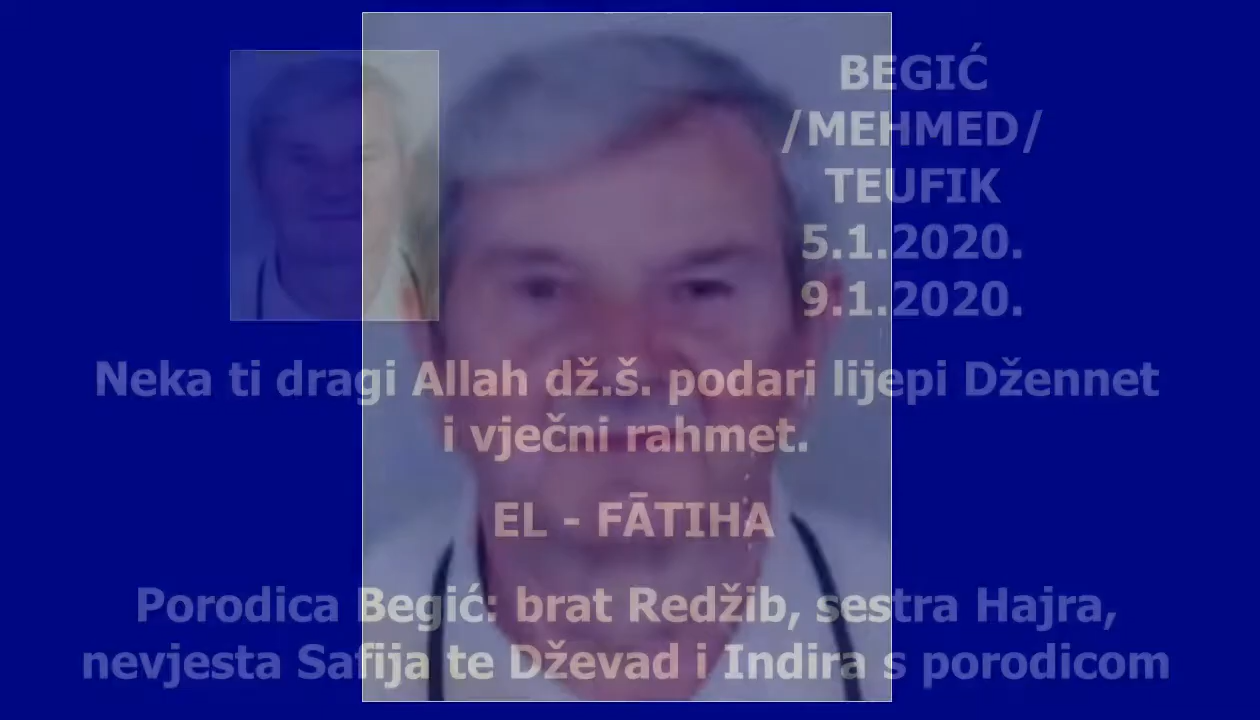 BEGIĆ
/MEHMED/
TEUFIK
5.1.2020.
9.1.2020.
Neka ti dragi Allah dž.š. podari lijepi Džennet
i vječni rahmet.
EL - FĀTIHA
Porodica Begić: brat Redžib, sestra Hajra,
nevjesta Safija te Dževad i Indira s porodicom